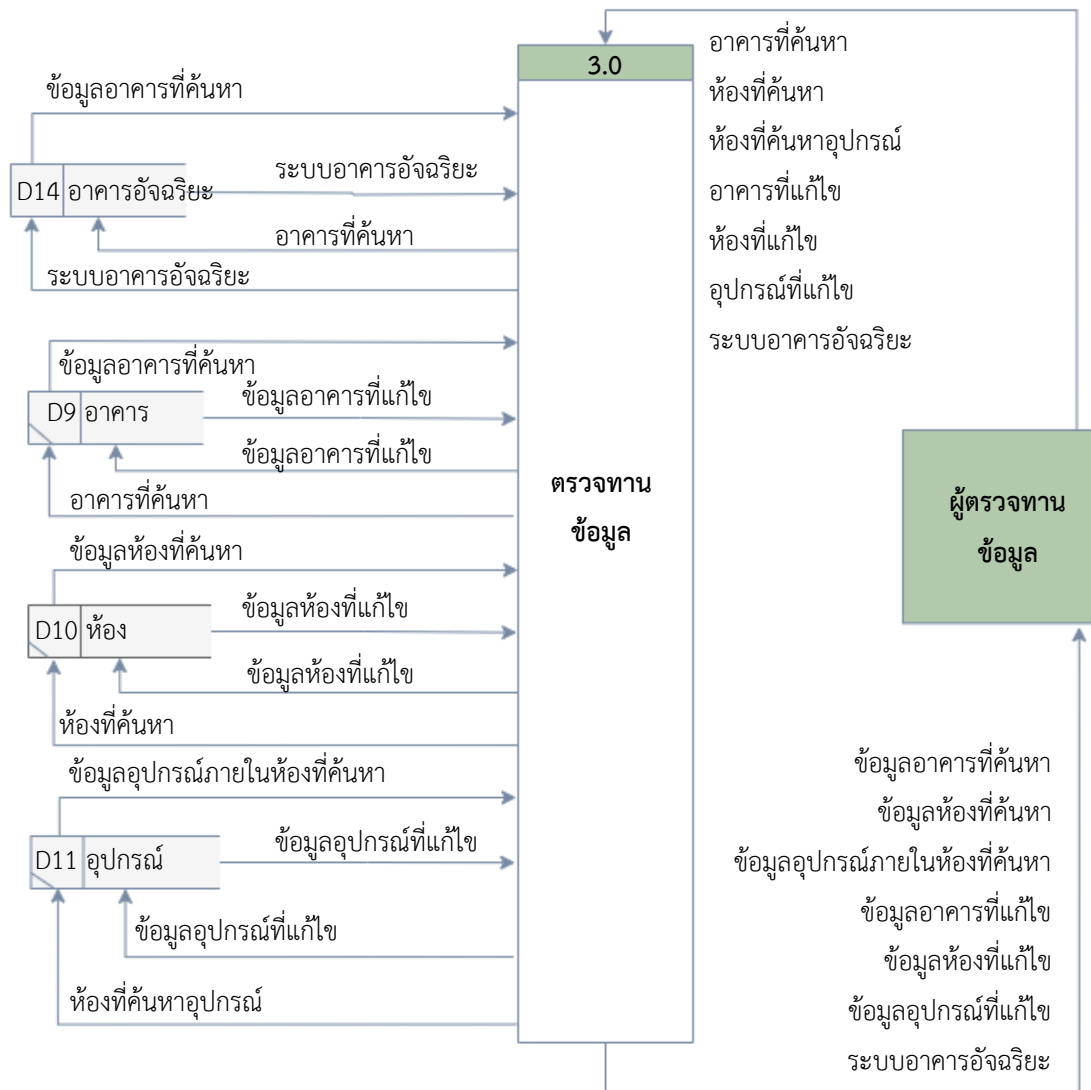 อาคารที่ค้นหา
3.0
ห้องที่ค้นหา
ข้อมูลอาคารที่ค้นหา
ห้องที่ค้นหาอุปกรณ์
ระบบอาคารอัจฉริยะ
D14 อาคารอัจฉริยะ
อาคารที่แก้ไข
อาคารที่ค้นหา
ห้องที่แก้ไข
ระบบอาคารอัจฉริยะ
อุปกรณ์ที่แก้ไข
ระบบอาคารอัจฉริยะ
ข้อมูลอาคารที่ค้นหา
ข้อมูลอาคารที่แก้ไข
D9 อาคาร
ข้อมูลอาคารที่แก้ไข
อาคารที่ค้นหา
ตรวจทาน
ข้อมูล
ผู้ตรวจทาน
ข้อมูล
ข้อมูลห้องที่ค้นหา
ข้อมูลห้องที่แก้ไข
D10 ห้อง
ข้อมูลห้องที่แก้ไข
ห้องที่ค้นหา
ข้อมูลอุปกรณ์ภายในห้องที่ค้นหา
ข้อมูลอุปกรณ์ที่แก้ไข
D11 อุปกรณ์
ข้อมูลอุปกรณ์ที่แก้ไข
ห้องที่ค้นหาอุปกรณ์
ข้อมูลอาคารที่ค้นหา
ข้อมูลห้องที่ค้นหา
ข้อมูลอุปกรณ์ภายในห้องที่ค้นหา
ข้อมูลอาคารที่แก้ไข
ข้อมูลห้องที่แก้ไข
ข้อมูลอุปกรณ์ที่แก้ไข
ระบบอาคารอัจฉริยะ